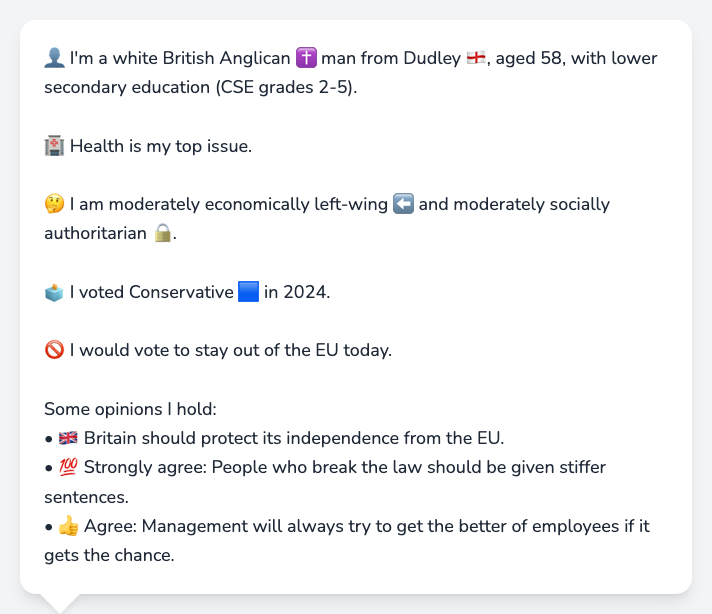 👤 I'm a white British Anglican ✝️ man from Dudley 🏴󠁧󠁢󠁥󠁮󠁧󠁿, aged 58, with lower
secondary education (CSE grades 2-5).
🏥 Health is my top issue.
🤔 I am moderately economically left-wing ⬅️ and moderately socially
authoritarian 🔒.
🗳️ I voted Conservative 🟦 in 2024.
🚫 I would vote to stay out of the EU today.
Some opinions I hold:
• 🇬🇧 Britain should protect its independence from the EU.
• 💯 Strongly agree: People who break the law should be given stiffer
sentences.
• 👍 Agree: Management will always try to get the better of employees if it
gets the chance.